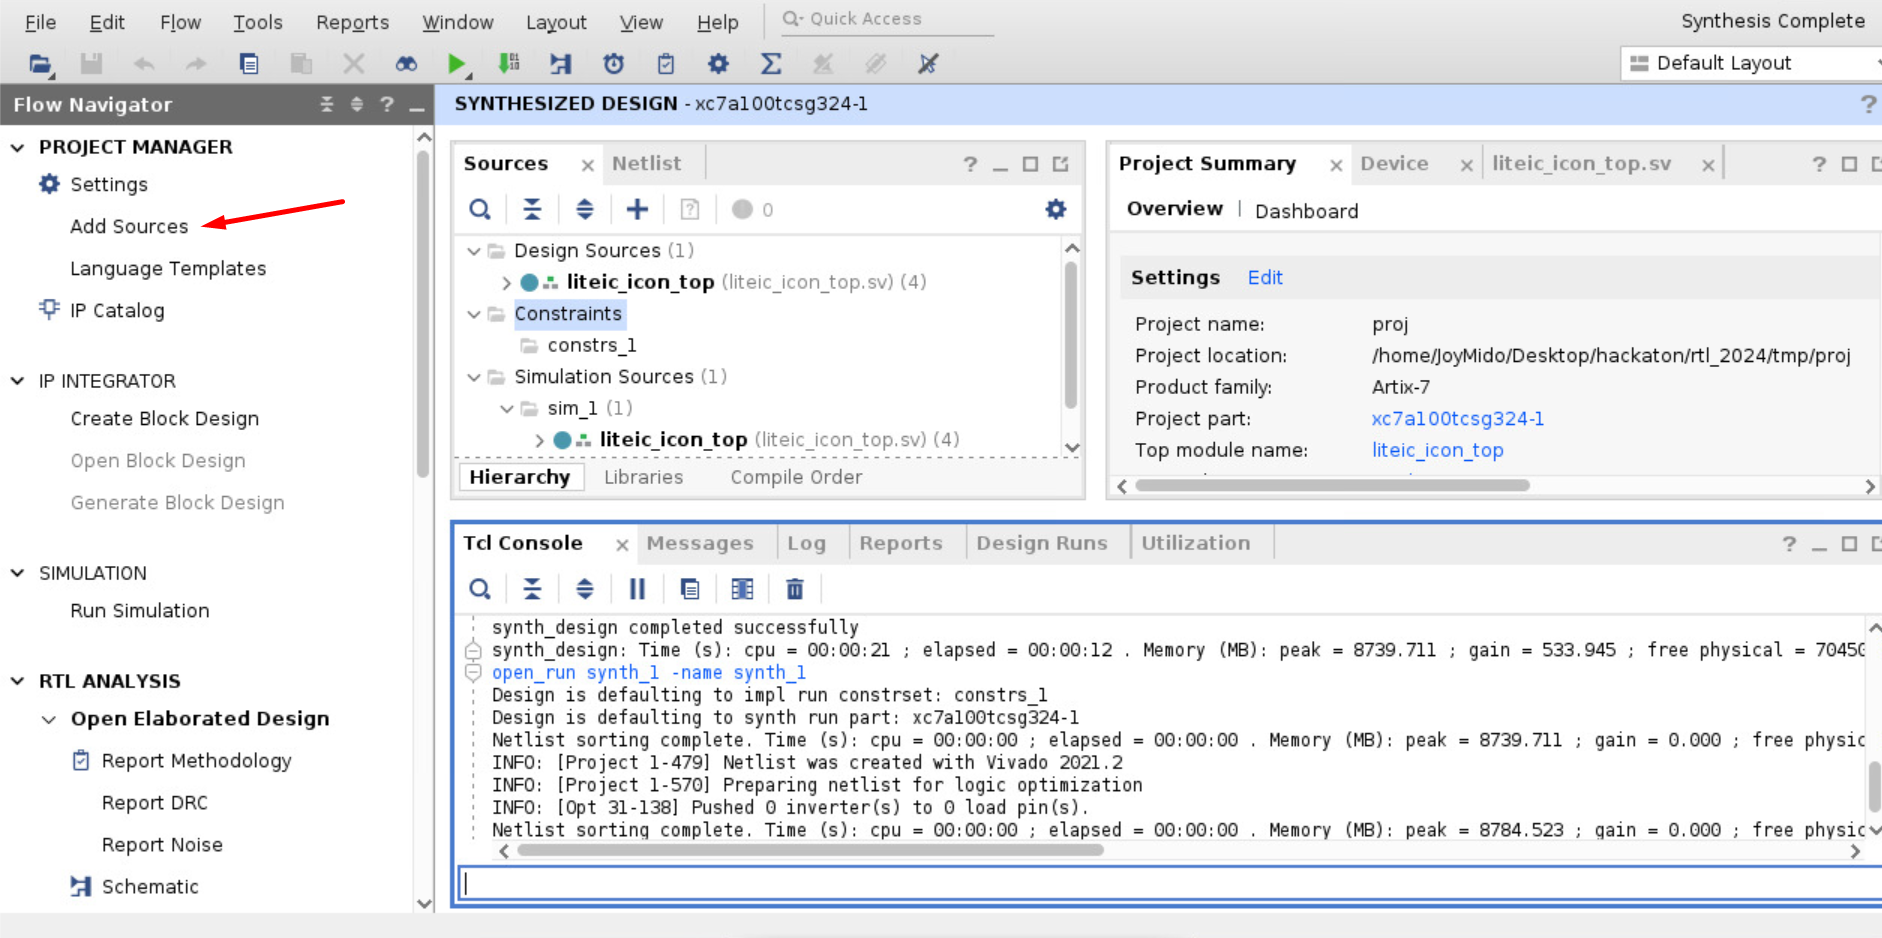 File Edit Flow Tools Reports Window Layout View Help Quick Access Synthesis Complete
Default Layout
Flow Navigator
PROJECT MANAGER
Settings
Add Sources
Language Templates
IP Catalog
IP INTEGRATOR
Create Block Design
Open Block Design
Generate Block Design
SIMULATION
Run Simulation
RTL ANALYSIS
Open Elaborated Design
Report Methodology
Report DRC
Report Noise
Schematic
SYNTHESIZED DESIGN - xc7a100tcsg324-1
Sources Netlist
0
Design Sources (1)
liteic_icon_top (liteic_icon_top.sv) (4)
Constraints
constrs_1
Simulation Sources (1)
sim_1 (1)
liteic_icon_top (liteic_icon_top.sv) (4)
Hierarchy Libraries Compile Order
Project Summary Device liteic_icon_top.sv
Overview | Dashboard
Settings Edit
Project name: proj
Project location: /home/JoyMido/Desktop/hackaton/rtl_2024/tmp/proj
Product family: Artix-7
Project part: xc7a100tcsg324-1
Top module name: liteic_icon_top
Tcl Console Messages Log Reports Design Runs Utilization
synth_design completed successfully
synth_design: Time (s): cpu = 00:00:21 ; elapsed = 00:00:12 . Memory (MB): peak = 8739.711 ; gain = 533.945 ; free physical = 70450
open_run synth_1 -name synth_1
Design is defaulting to impl run constrset: constrs_1
Design is defaulting to synth run part: xc7a100tcsg324-1
Netlist sorting complete. Time (s): cpu = 00:00:00 ; elapsed = 00:00:00 . Memory (MB): peak = 8739.711 ; gain = 0.000 ; free physic
INFO: [Project 1-479] Netlist was created with Vivado 2021.2
INFO: [Project 1-570] Preparing netlist for logic optimization
INFO: [Opt 31-138] Pushed 0 inverter(s) to 0 load pin(s).
Netlist sorting complete. Time (s): cpu = 00:00:00 ; elapsed = 00:00:00 . Memory (MB): peak = 8784.523 ; gain = 0.000 ; free physic